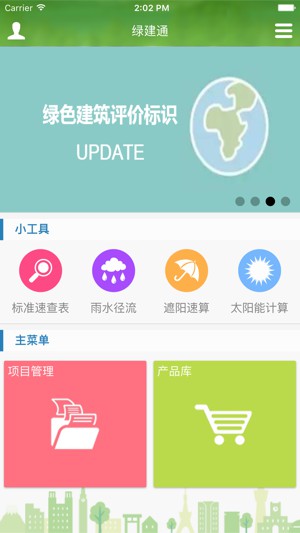 Carrier 2:02 PM
绿建通
绿色建筑评价标识
UPDATE
小工具
标准速查表 雨水径流 遮阳速算 太阳能计算
主菜单
项目管理 产品库